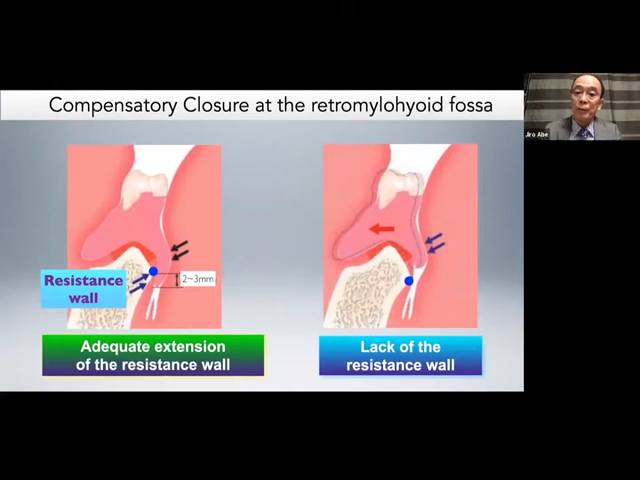 Compensatory Closure at the retromylohyoid fossa
Jiro Abe
Resistance
wall
2~3mm
Adequate extension
of the resistance wall
Lack of the
resistance wall